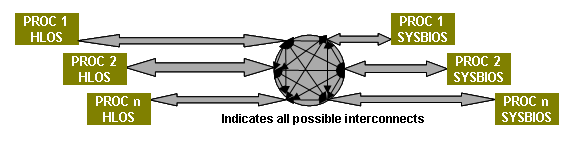 PROC 1
HLOS
PROC 1
SYSBIOS
PROC 2
HLOS
PROC 2
SYSBIOS
PROC n
HLOS
PROC n
SYSBIOS
Indicates all possible interconnects